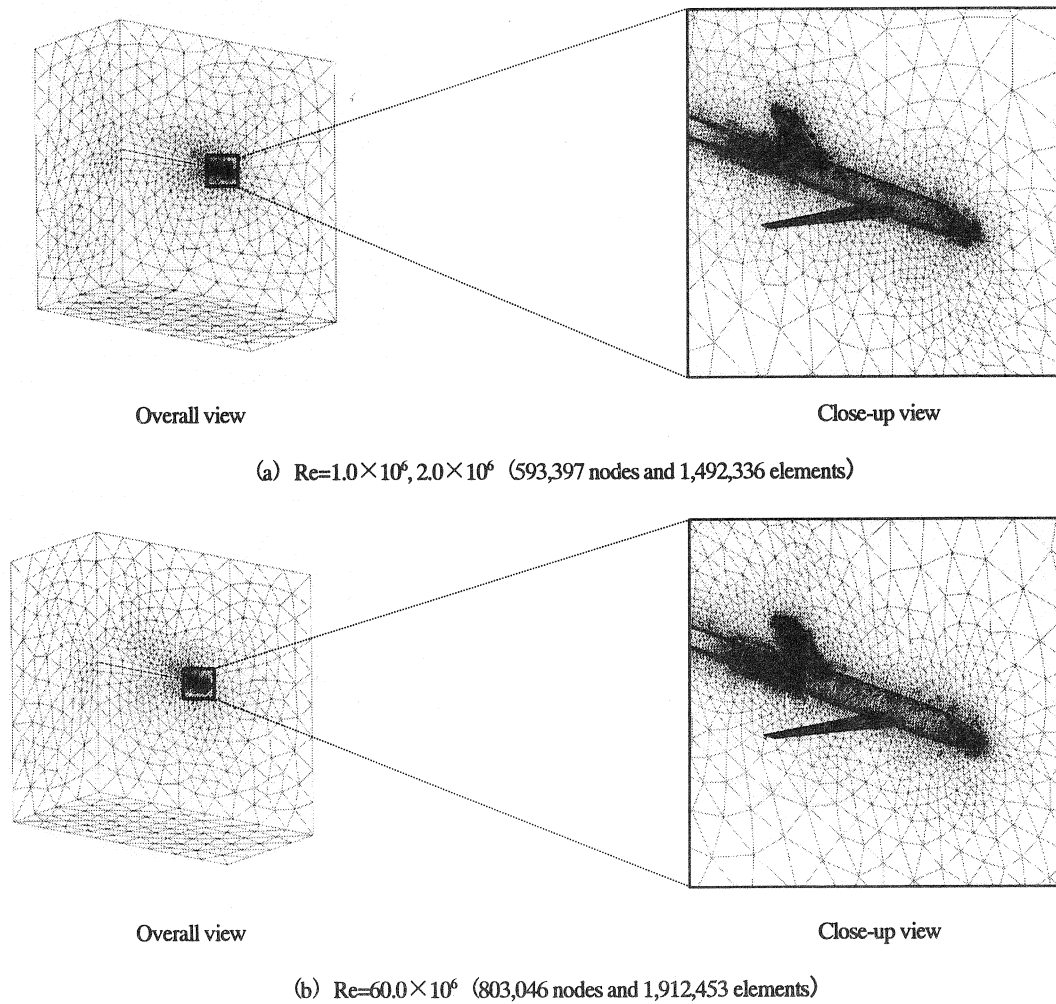 Overall view
Close-up view
(a) Re=1.0×10⁶, 2.0×10⁶ (593,397 nodes and 1,492,336 elements)
Overall view
Close-up view
(b) Re=60.0×10⁶ (803,046 nodes and 1,912,453 elements)